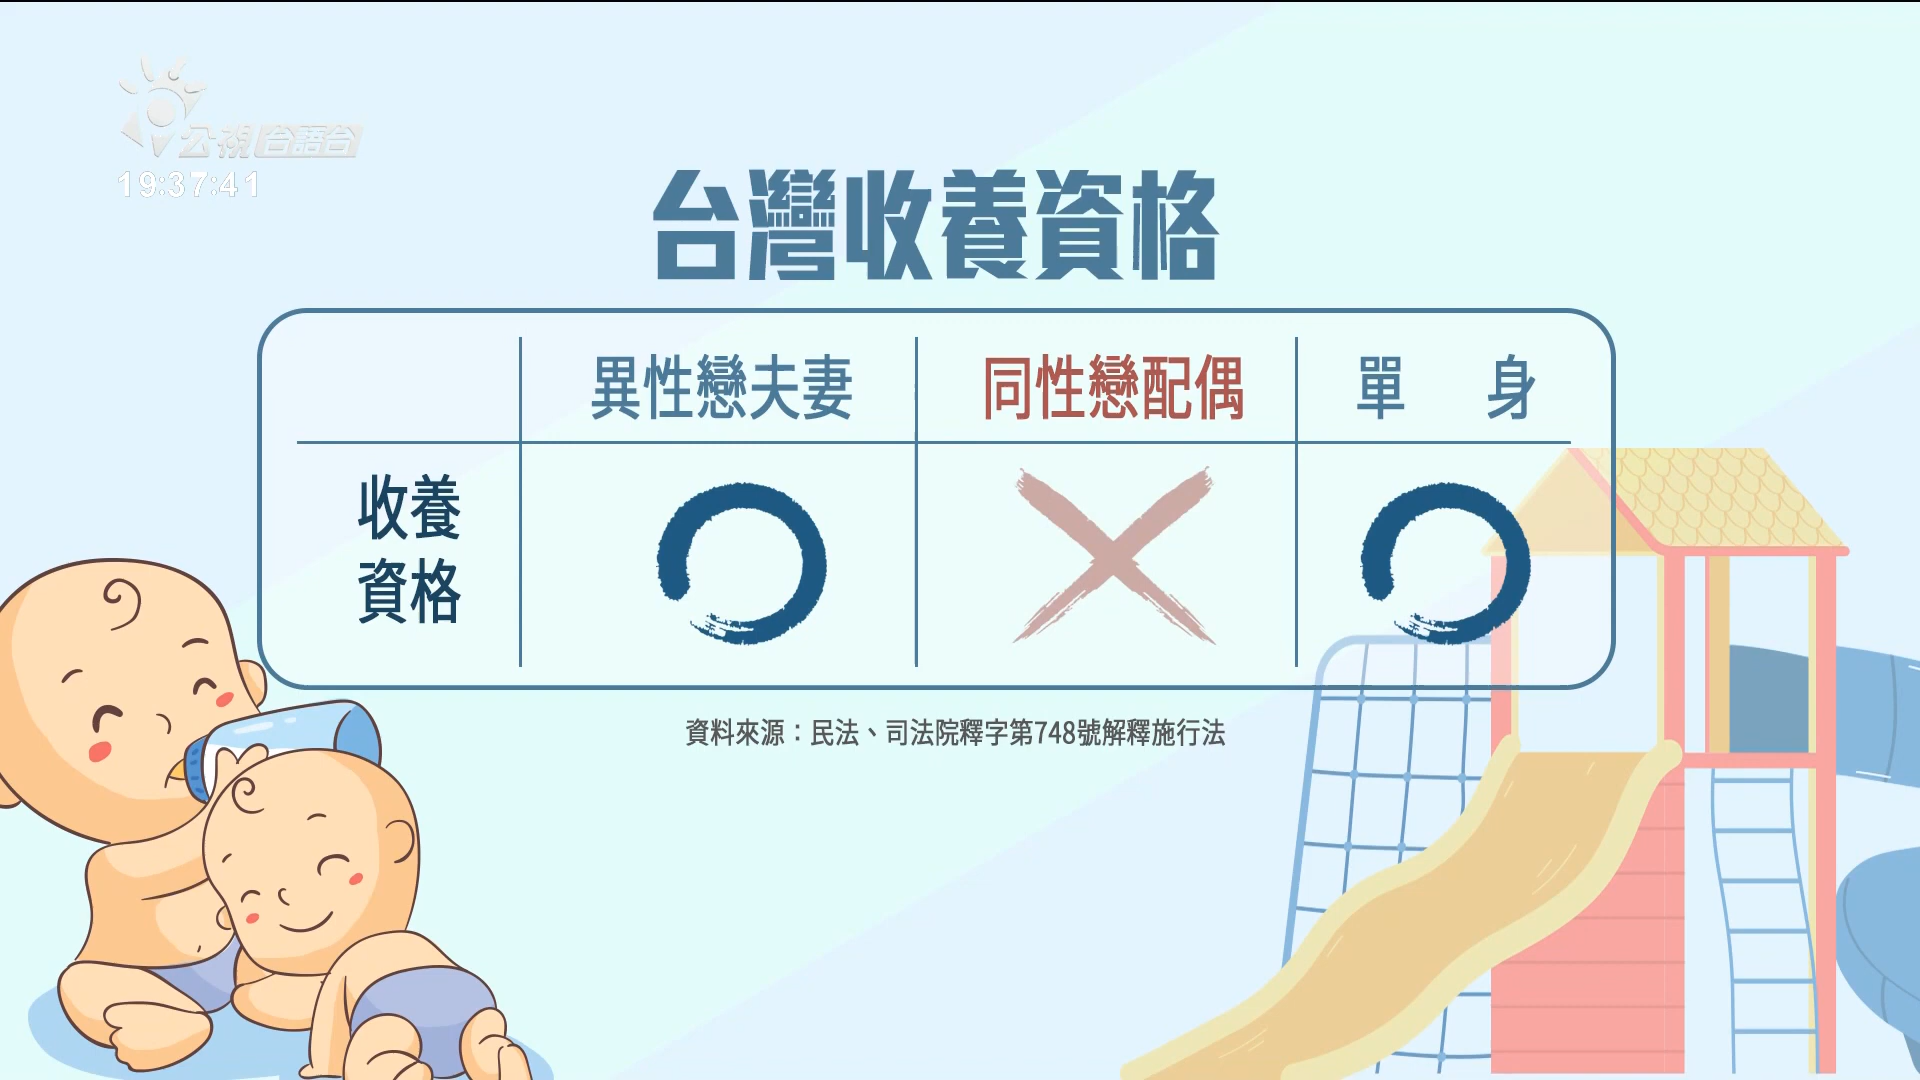 公視台語台
19:37:41
台灣收養資格
異性戀夫妻 同性戀配偶 單 身
收養
資格
資料來源：民法、司法院釋字第748號解釋施行法